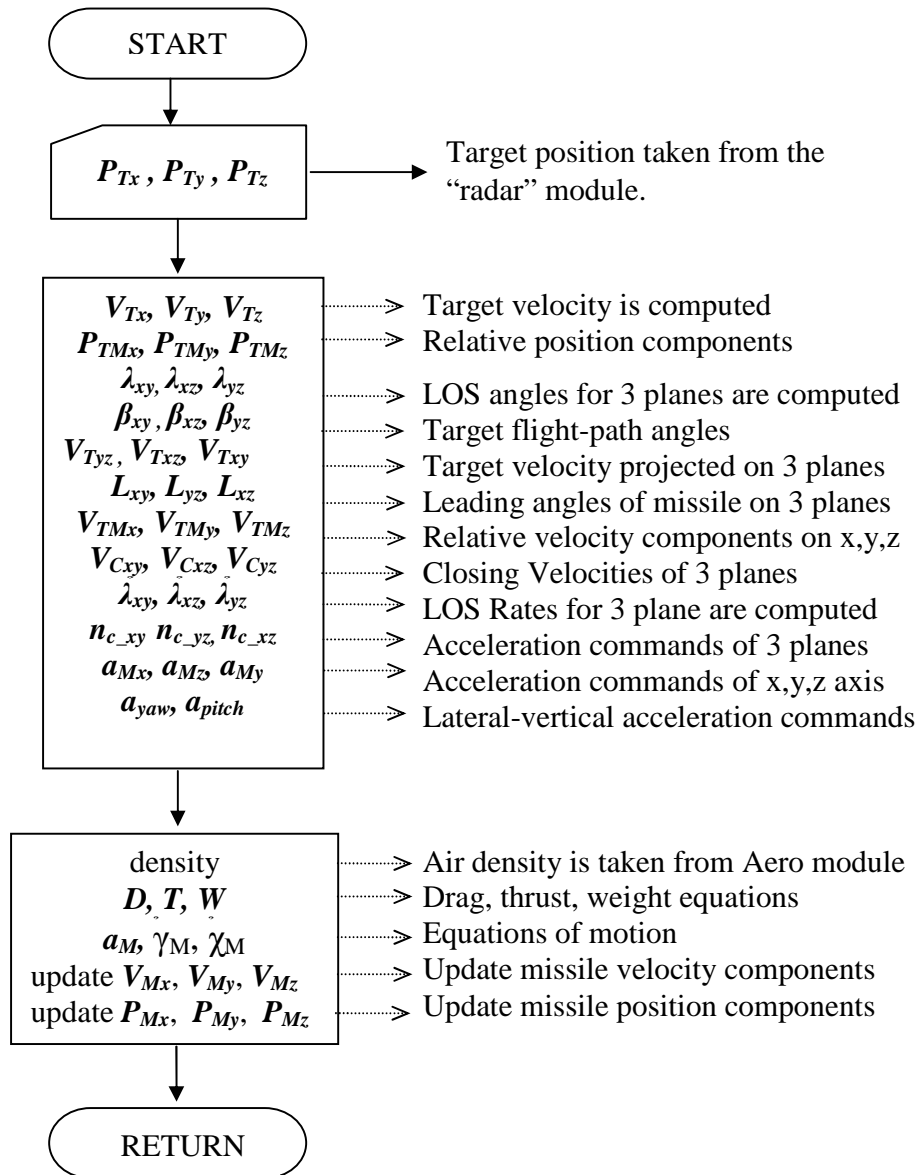 START
P_Tx , P_Ty , P_Tz
Target position taken from the
“radar” module.
V_Tx, V_Ty, V_Tz
Target velocity is computed
P_TMx, P_TMy, P_TMz
Relative position components
λ_xy, λ_xz, λ_yz
LOS angles for 3 planes are computed
β_xy , β_xz, β_yz
Target flight-path angles
V_Tyz , V_Txz, V_Txy
Target velocity projected on 3 planes
L_xy, L_yz, L_xz
Leading angles of missile on 3 planes
V_TMx, V_TMy, V_TMz
Relative velocity components on x,y,z
V_Cxy, V_Cxz, V_Cyz
Closing Velocities of 3 planes
λ̇_xy, λ̇_xz, λ̇_yz
LOS Rates for 3 plane are computed
n_c_xy n_c_yz, n_c_xz
Acceleration commands of 3 planes
a_Mx, a_Mz, a_My
Acceleration commands of x,y,z axis
a_yaw, a_pitch
Lateral-vertical acceleration commands
density
Air density is taken from Aero module
D, T, W
Drag, thrust, weight equations
a_M, γ̇_M, χ̇_M
Equations of motion
update V_Mx, V_My, V_Mz
Update missile velocity components
update P_Mx, P_My, P_Mz
Update missile position components
RETURN